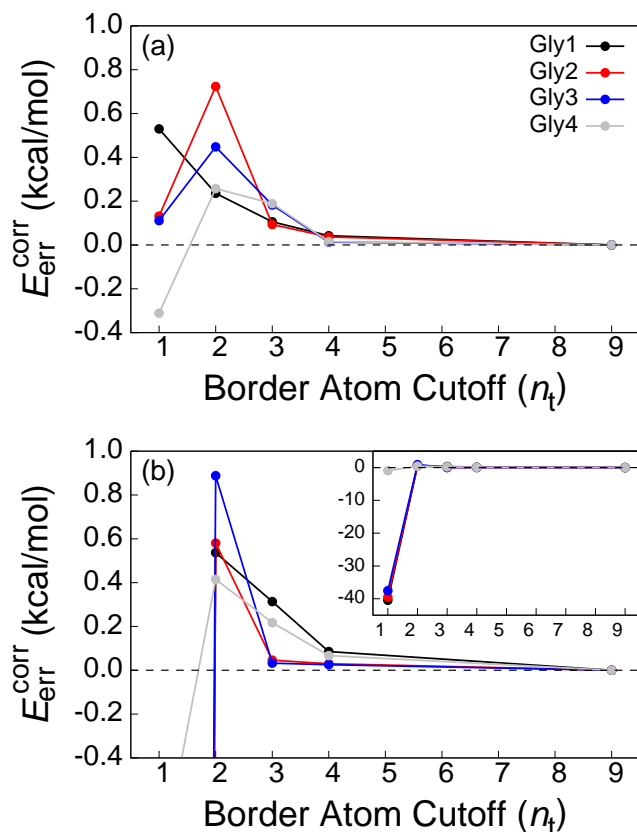 (a)
Gly1
Gly2
Gly3
Gly4
1.0
0.8
0.6
0.4
0.2
0.0
-0.2
-0.4
E_err^corr (kcal/mol)
1 2 3 4 5 6 7 8 9
Border Atom Cutoff (n_t)
(b)
1.0
0.8
0.6
0.4
0.2
0.0
-0.2
-0.4
E_err^corr (kcal/mol)
0
-10
-20
-30
-40
1 2 3 4 5 6 7 8 9
1 2 3 4 5 6 7 8 9
Border Atom Cutoff (n_t)